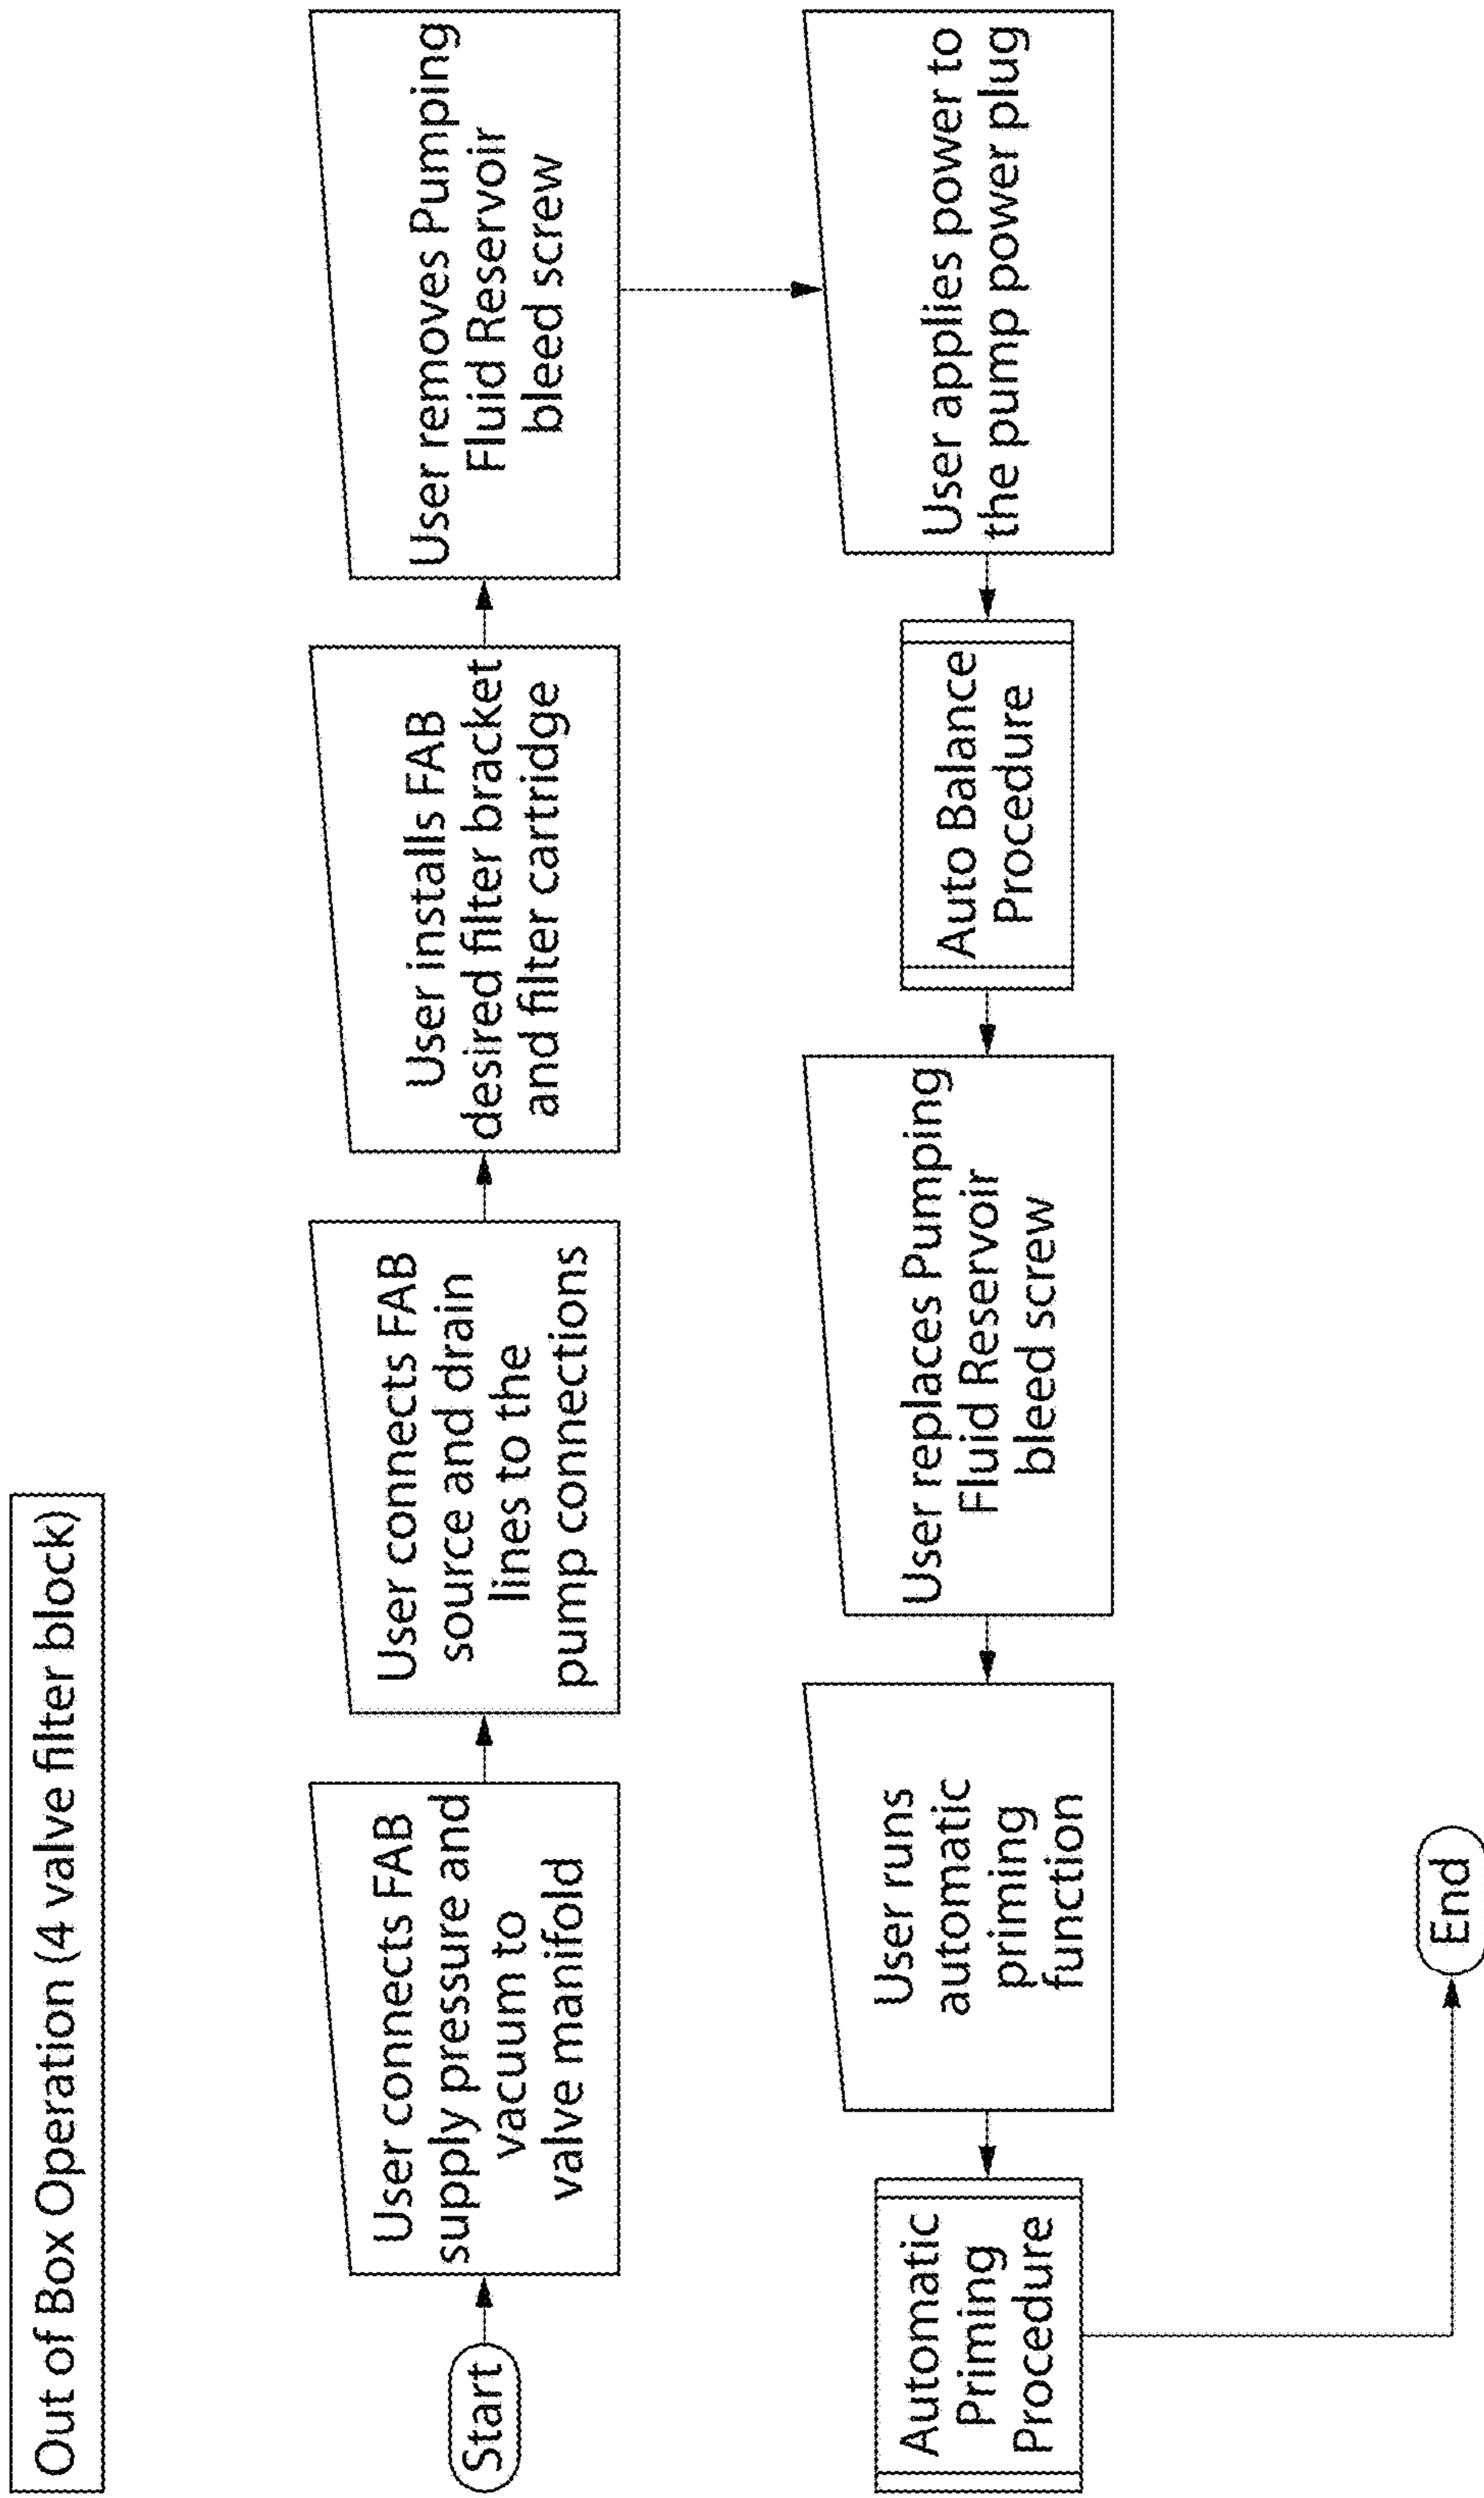 Out of Box Operation (4 valve filter block)
Start
User connects FAB
supply pressure and
vacuum to
valve manifold
User connects FAB
source and drain
lines to the
pump connections
User installs FAB
desired filter bracket
and filter cartridge
User removes Pumping
Fluid Reservoir
bleed screw
User applies power to
the pump power plug
Auto Balance
Procedure
User replaces Pumping
Fluid Reservoir
bleed screw
User runs
automatic
priming
function
Automatic
Priming
Procedure
End